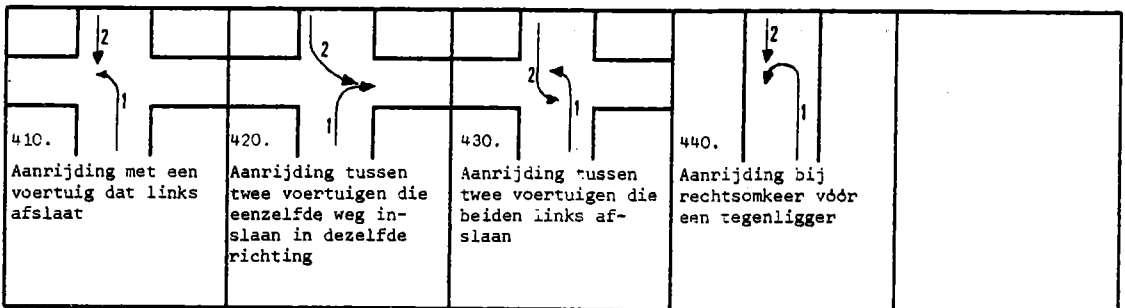 2
1
410.
Aanrijding met een
voertuig dat links
afslaat
2
1
420.
Aanrijding tussen
twee voertuigen die
eenzelfde weg in-
slaan in dezelfde
richting
2
1
430.
Aanrijding tussen
twee voertuigen die
beiden links af-
slaan
2
1
440.
Aanrijding bij
rechtsomkeer vóór
een tegenligger